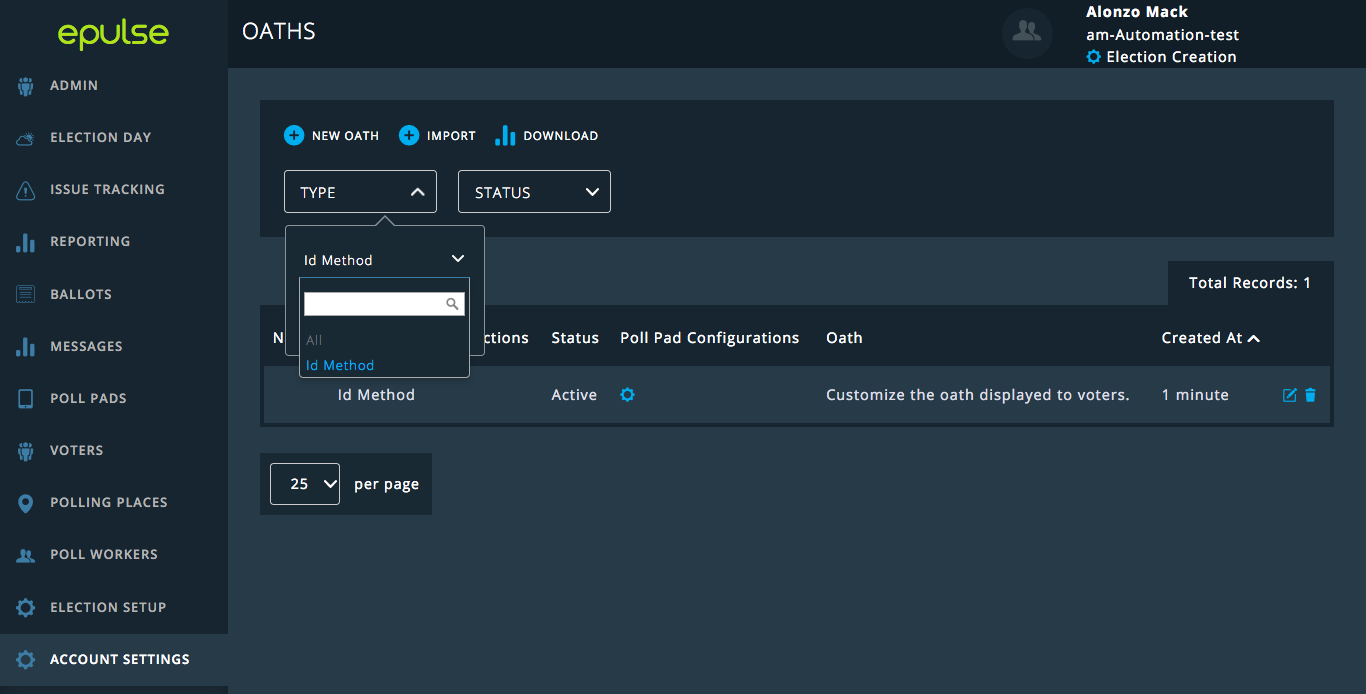 epulse
OATHS
Alonzo Mack
am-Automation-test
Election Creation
ADMIN
ELECTION DAY
ISSUE TRACKING
REPORTING
BALLOTS
MESSAGES
POLL PADS
VOTERS
POLLING PLACES
POLL WORKERS
ELECTION SETUP
ACCOUNT SETTINGS
NEW OATH IMPORT DOWNLOAD
TYPE STATUS
Id Method
All
Id Method
Total Records: 1
Status Poll Pad Configurations Oath Created At
Id Method Active Customize the oath displayed to voters. 1 minute
25 per page